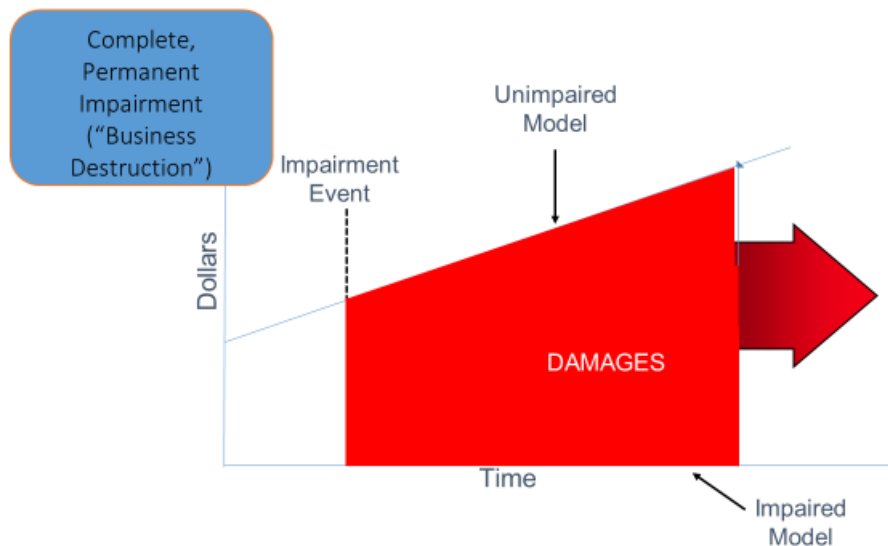 Complete,
Permanent
Impairment
(“Business
Destruction”)
Unimpaired
Model
Impairment
Event
Dollars
DAMAGES
Time
Impaired
Model